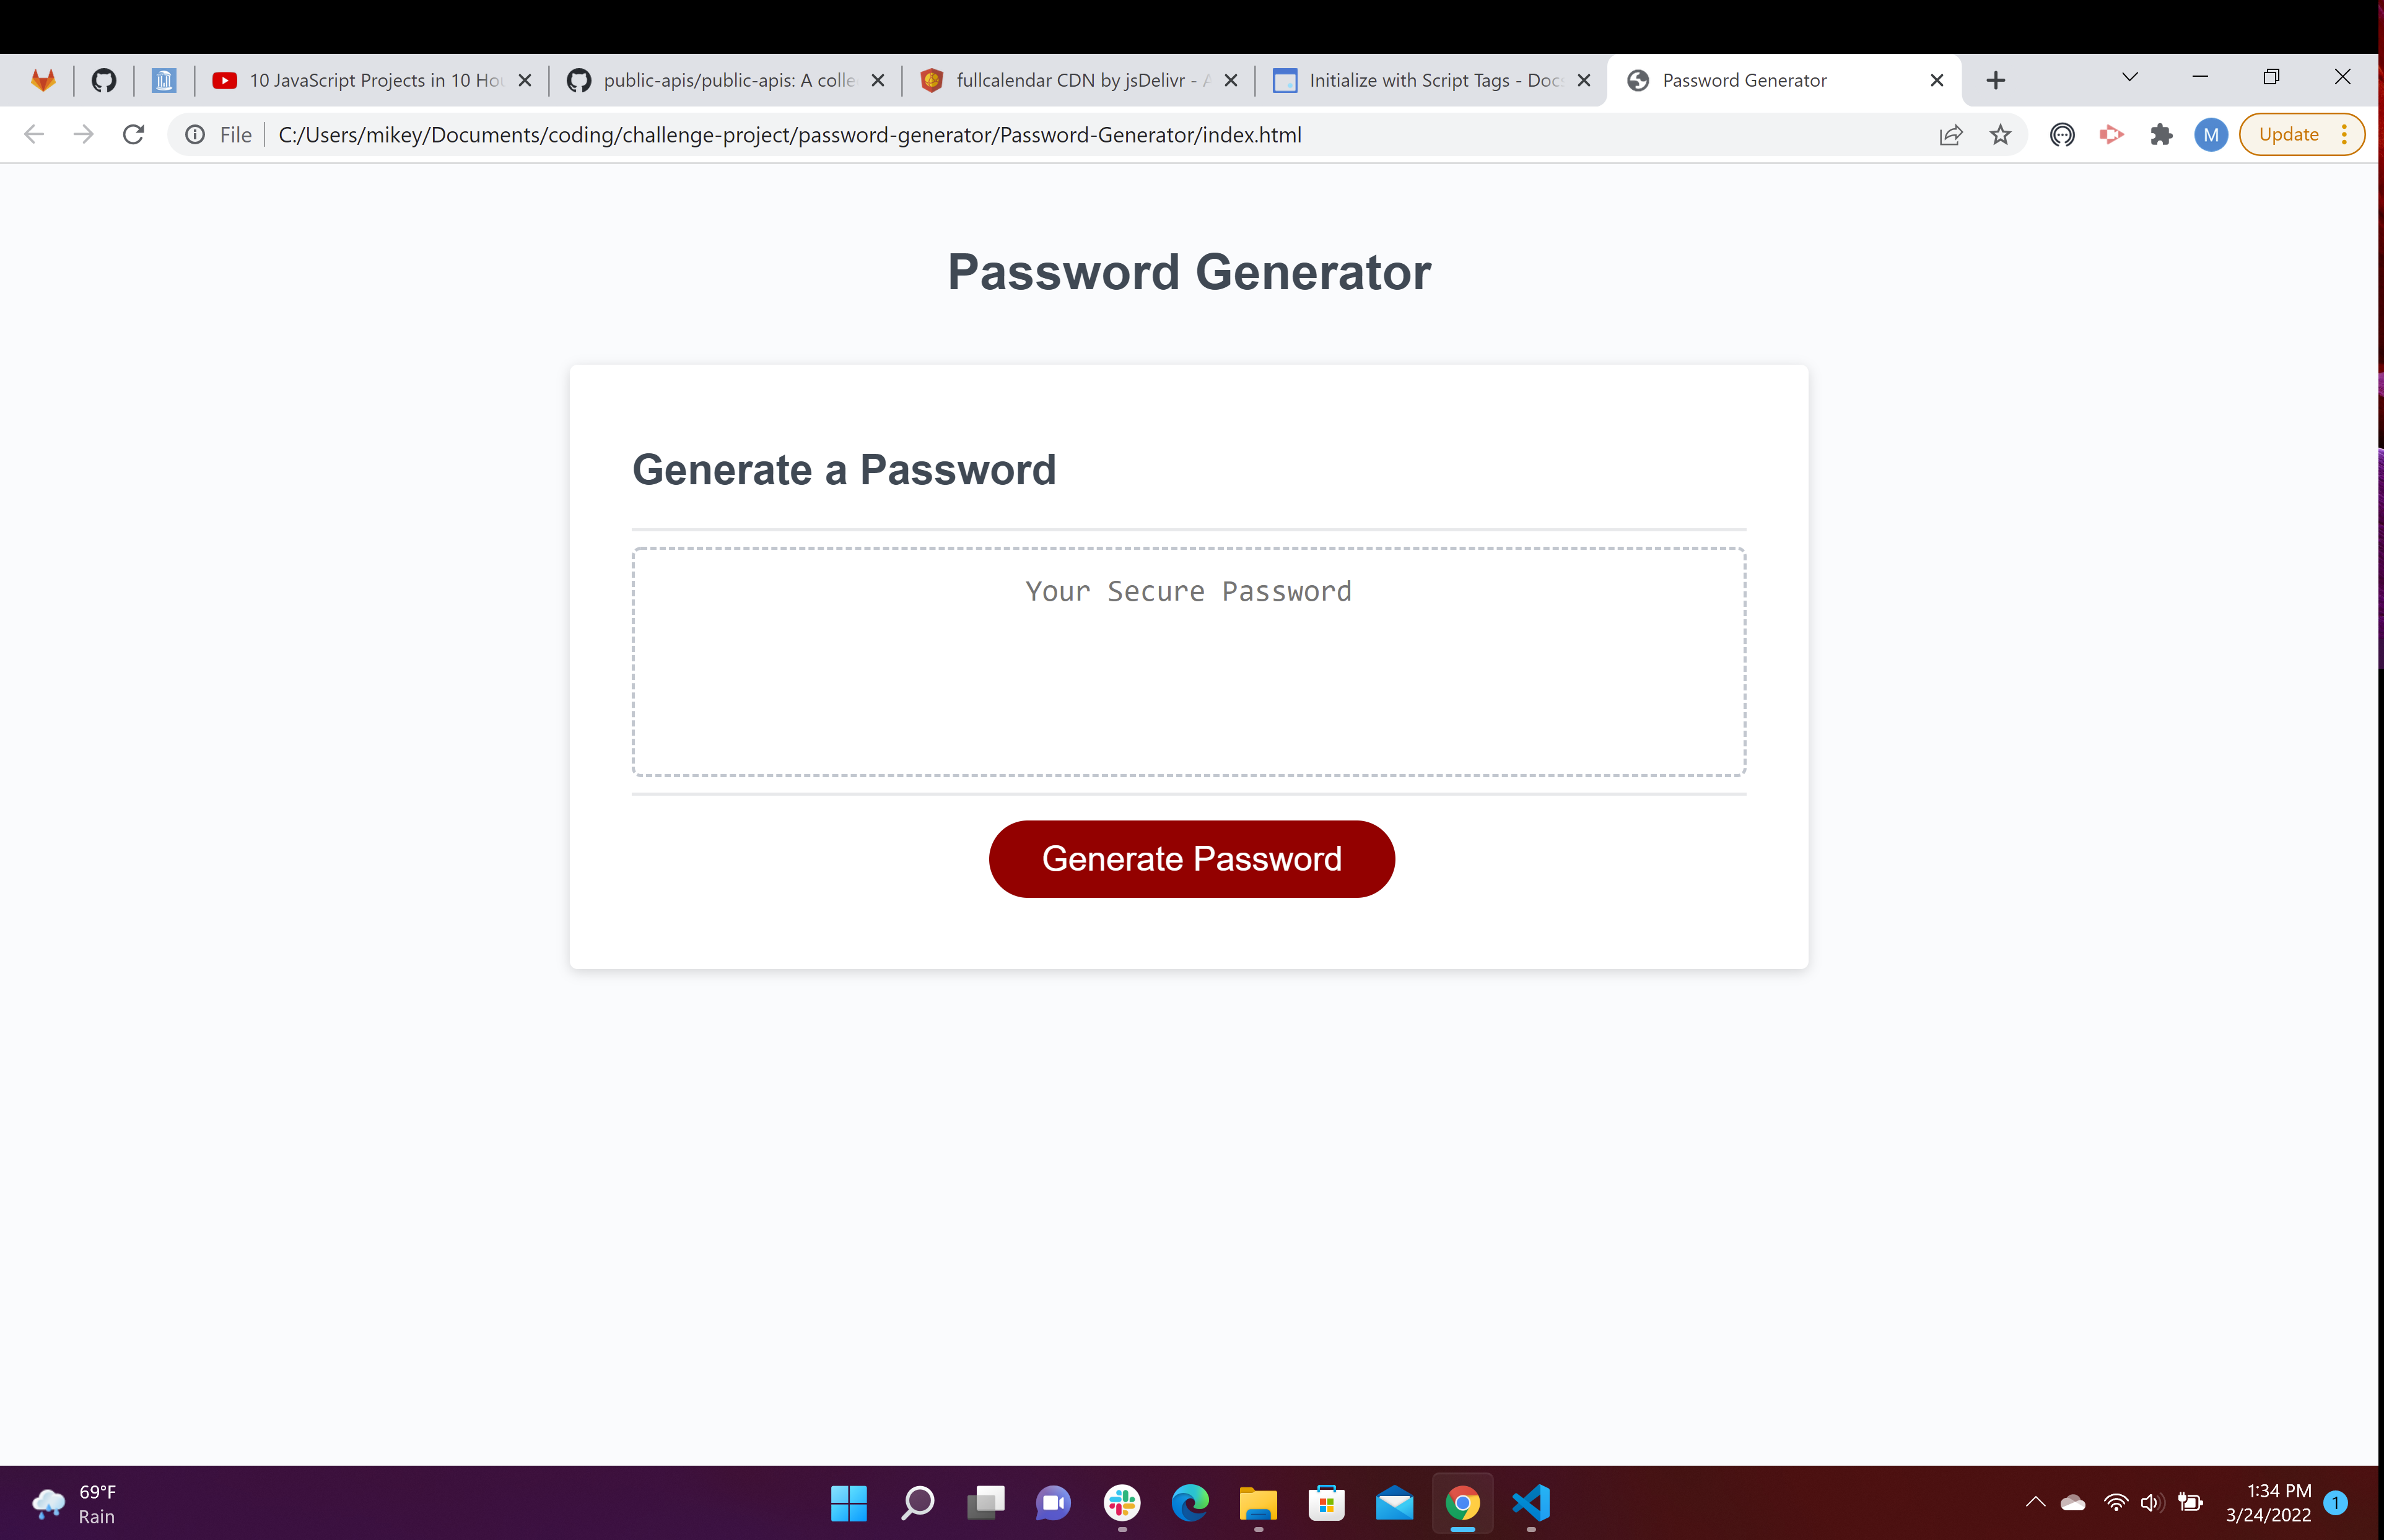 10 JavaScript Projects in 10 Hou
public-apis/public-apis: A colle
fullcalendar CDN by jsDelivr - A
Initialize with Script Tags - Docs
Password Generator
File
C:/Users/mikey/Documents/coding/challenge-project/password-generator/Password-Generator/index.html
M
Update
Password Generator
Generate a Password
Your Secure Password
Generate Password
69°F
Rain
1:34 PM
3/24/2022
1